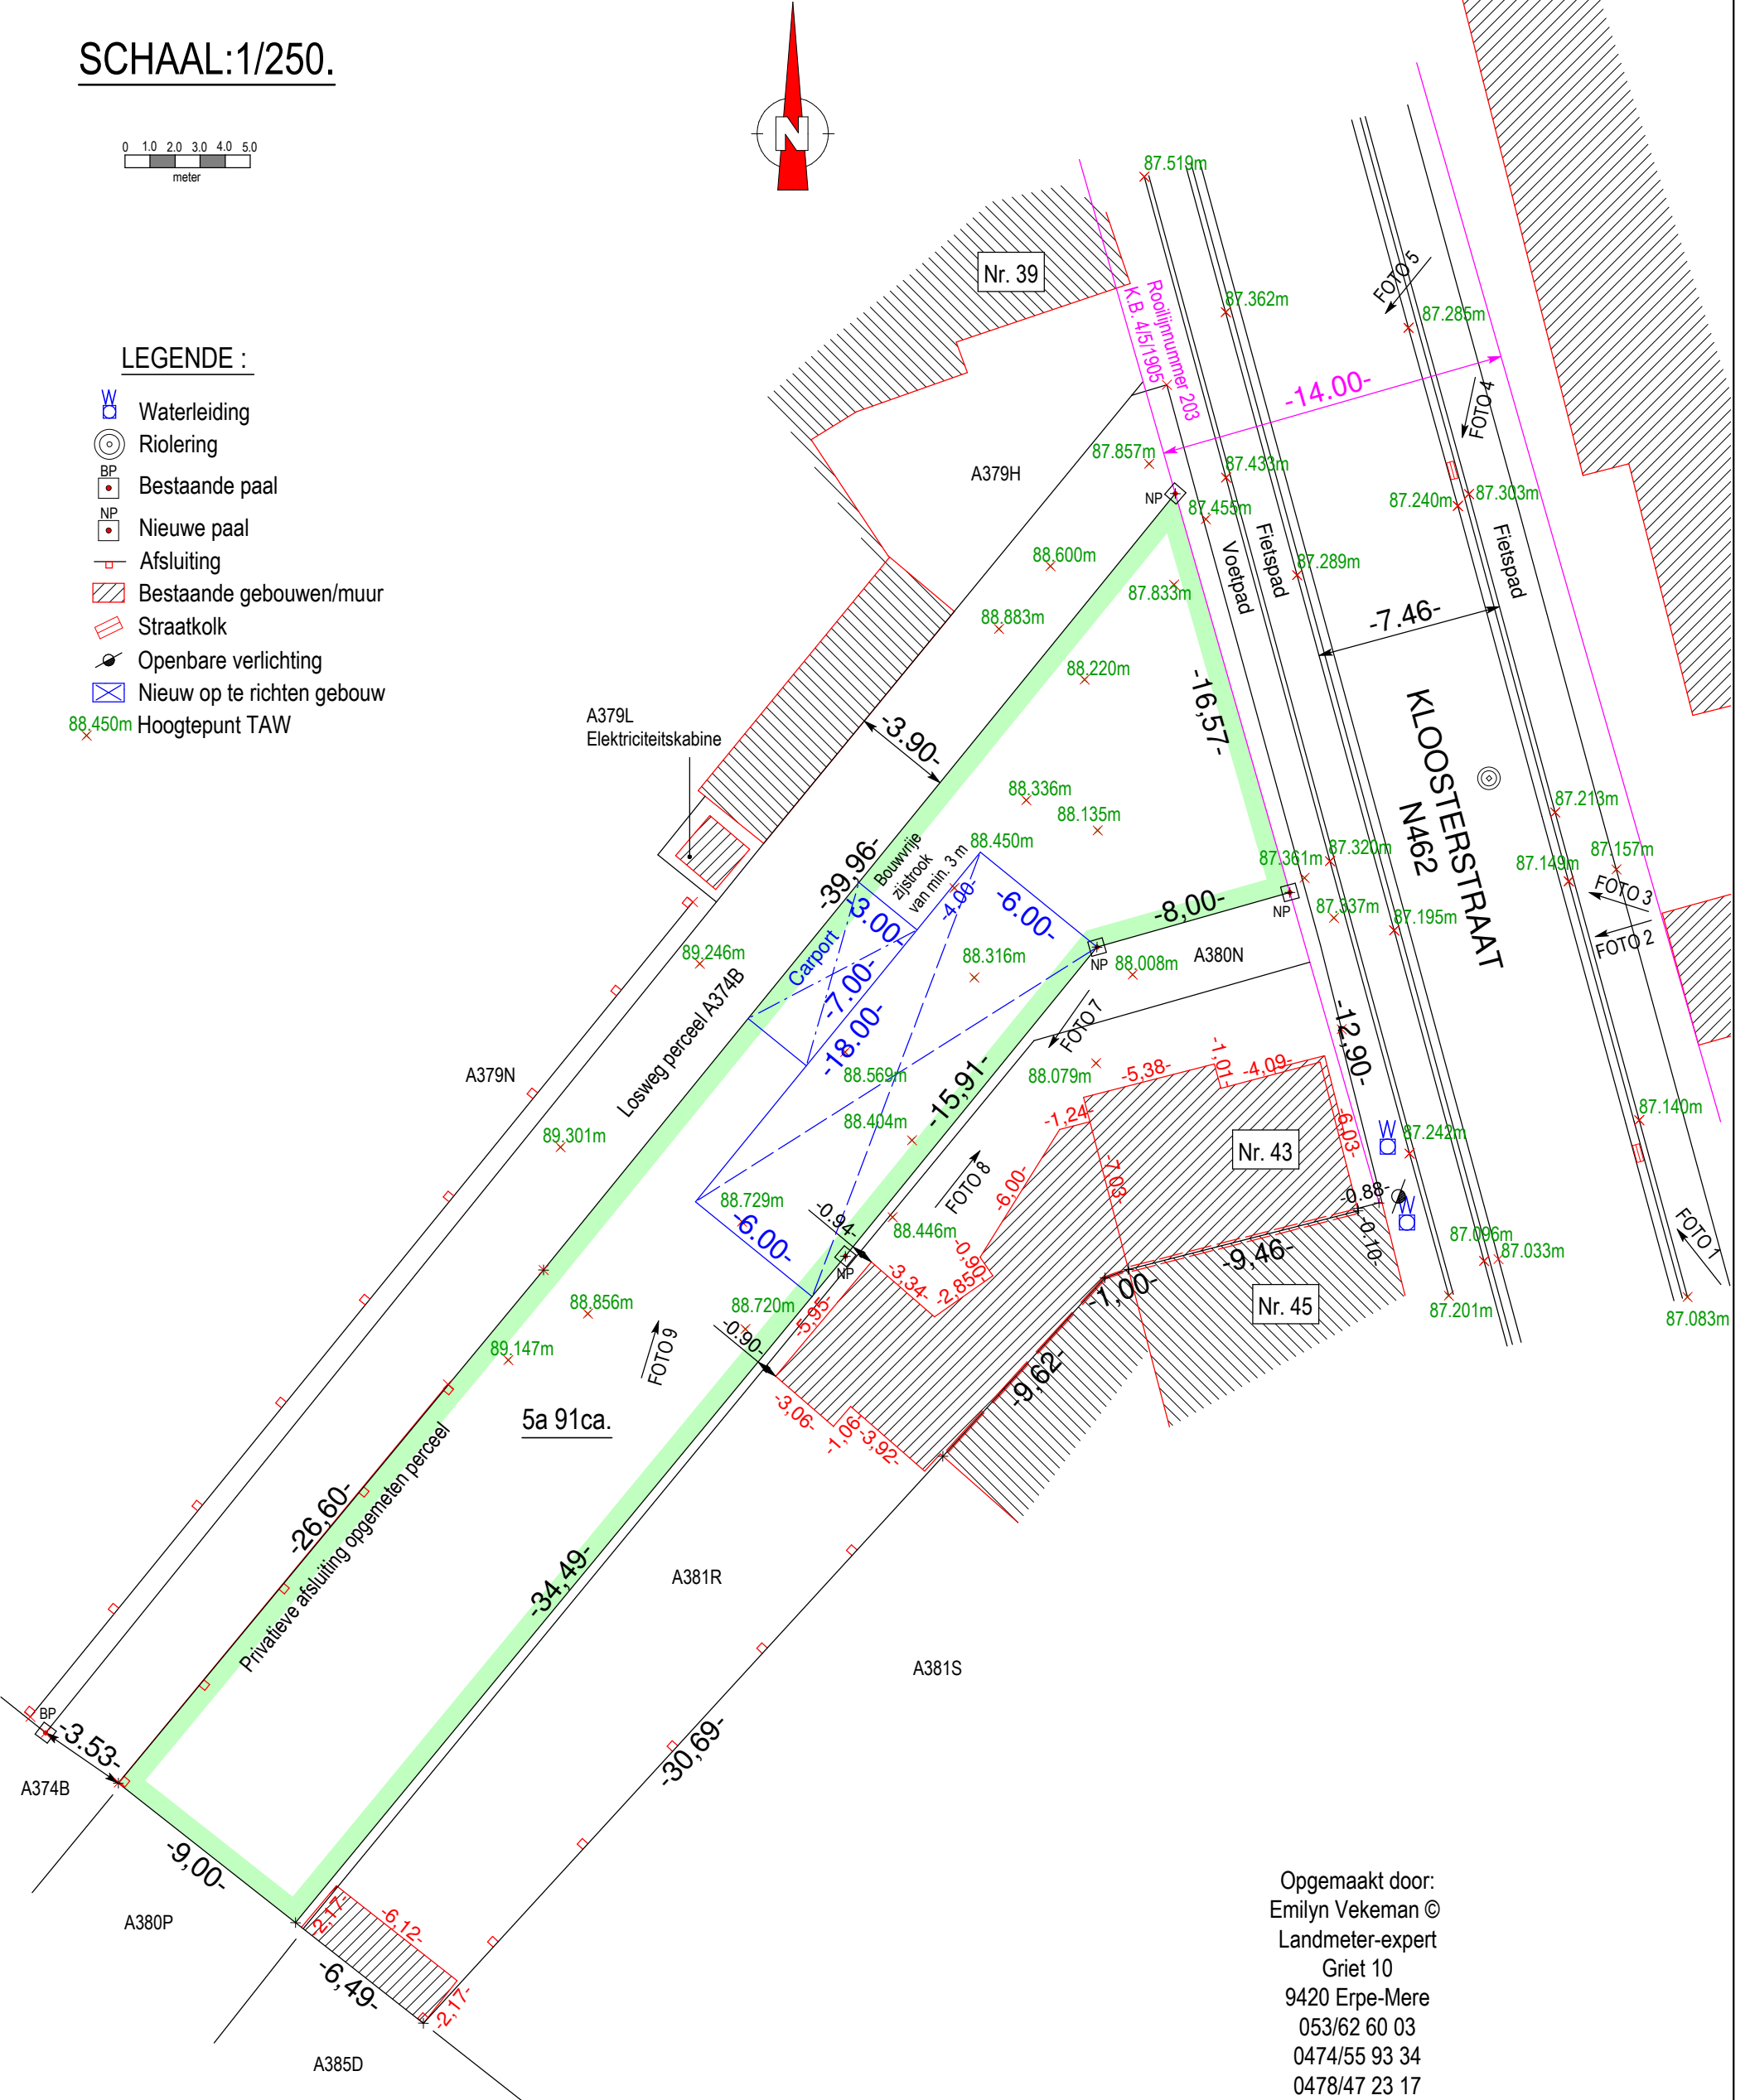 SCHAAL:1/250.
0 1.0 2.0 3.0 4.0 5.0
meter
N
LEGENDE :
W
Waterleiding
Riolering
BP
Bestaande paal
NP
Nieuwe paal
Afsluiting
Bestaande gebouwen/muur
Straatkolk
Openbare verlichting
Nieuw op te richten gebouw
88.450m Hoogtepunt TAW
Nr. 39
87.519m
Rooilijnnummer 203
K.B. 4/5/1905
87.362m
FOTO 5
87.285m
-14.00-
FOTO 4
A379H
87.857m
NP
87.433m
87.455m
87.240m
87.303m
Voetpad
Fietspad
Fietspad
88.600m
87.833m
87.289m
88.883m
-7.46-
88.220m
-16,57-
A379L
Elektriciteitskabine
-3.90-
KLOOSTERSTRAAT
N462
88.336m
88.135m
88.450m
-39,96-
Bouwvrije
zijstrook
van min. 3 m
-4.00-
-3.00-
-6.00-
87.361m
87.320m
87.213m
87.149m
87.157m
FOTO 3
FOTO 2
-8,00-
NP
87.337m
87.195m
Carport
89.246m
-7.00-
-18.00-
88.316m
NP
88.008m
A380N
Losweg perceel A374B
FOTO 7
-12,90-
A379N
88.569m
-15,91-
88.079m
-5,38-
-1,01-
-4,09-
89.301m
88.404m
-1,24-
-6,03-
87.140m
Nr. 43
W
87.242m
FOTO 8
-6,00-
-7,03-
88.729m
-6.00-
-0.94-
88.446m
-0.88-
W
-0.10-
FOTO 1
NP
-0,90-
-3,34-
-2,85-
-9,46-
87.096m
87.033m
88.856m
88.720m
-5,95-
-1,00-
Nr. 45
87.201m
87.083m
-0.90-
89.147m
FOTO 9
-9,62-
5a 91ca.
-3,06-
-1,06-
-3,92-
-26,60-
Privatieve afsluiting opgemeten perceel
-34,49-
A381R
A381S
BP
-3.53-
-30,69-
A374B
-9,00-
A380P
-2,17-
-6,12-
-6,49-
-2,17-
A385D
Opgemaakt door:
Emilyn Vekeman ©
Landmeter-expert
Griet 10
9420 Erpe-Mere
053/62 60 03
0474/55 93 34
0478/47 23 17